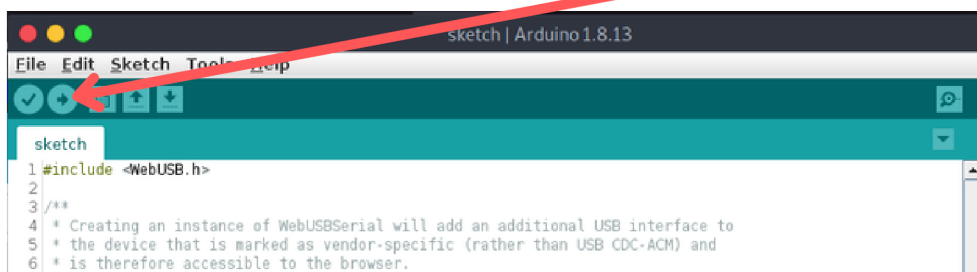 sketch | Arduino 1.8.13
File Edit Sketch Tools Help
sketch
1 #include <WebUSB.h>
2
3 /**
4 * Creating an instance of WebUSBSerial will add an additional USB interface to
5 * the device that is marked as vendor-specific (rather than USB CDC-ACM) and
6 * is therefore accessible to the browser.